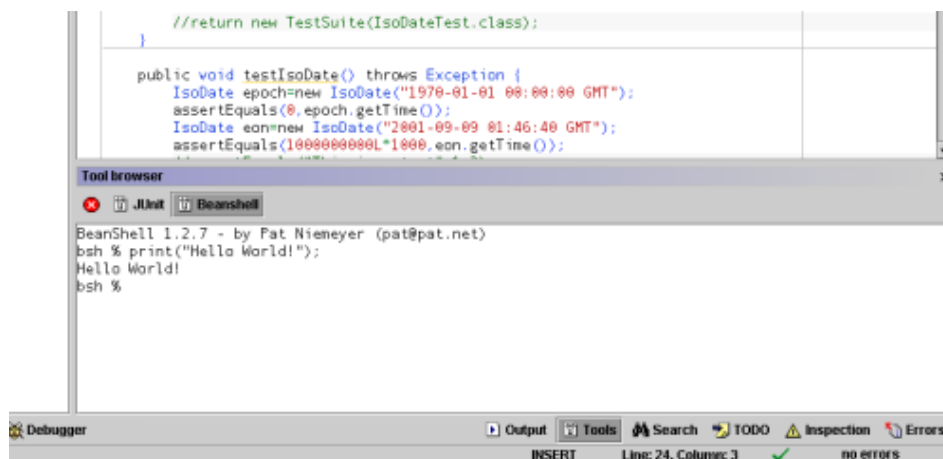 //return new TestSuite(IsoDateTest.class);
}
public void testIsoDate() throws Exception {
IsoDate epoch=new IsoDate("1970-01-01 00:00:00 GMT");
assertEquals(0,epoch.getTime());
IsoDate eon=new IsoDate("2001-09-09 01:46:40 GMT");
assertEquals(1000000000L*1000,eon.getTime());
Tool browser
JUnit Beanshell
BeanShell 1.2.7 - by Pat Niemeyer (pat@pat.net)
bsh % print("Hello World!");
Hello World!
bsh %
Debugger Output Tools Search TODO Inspection Errors
INSERT Line: 24, Column: 3 no errors